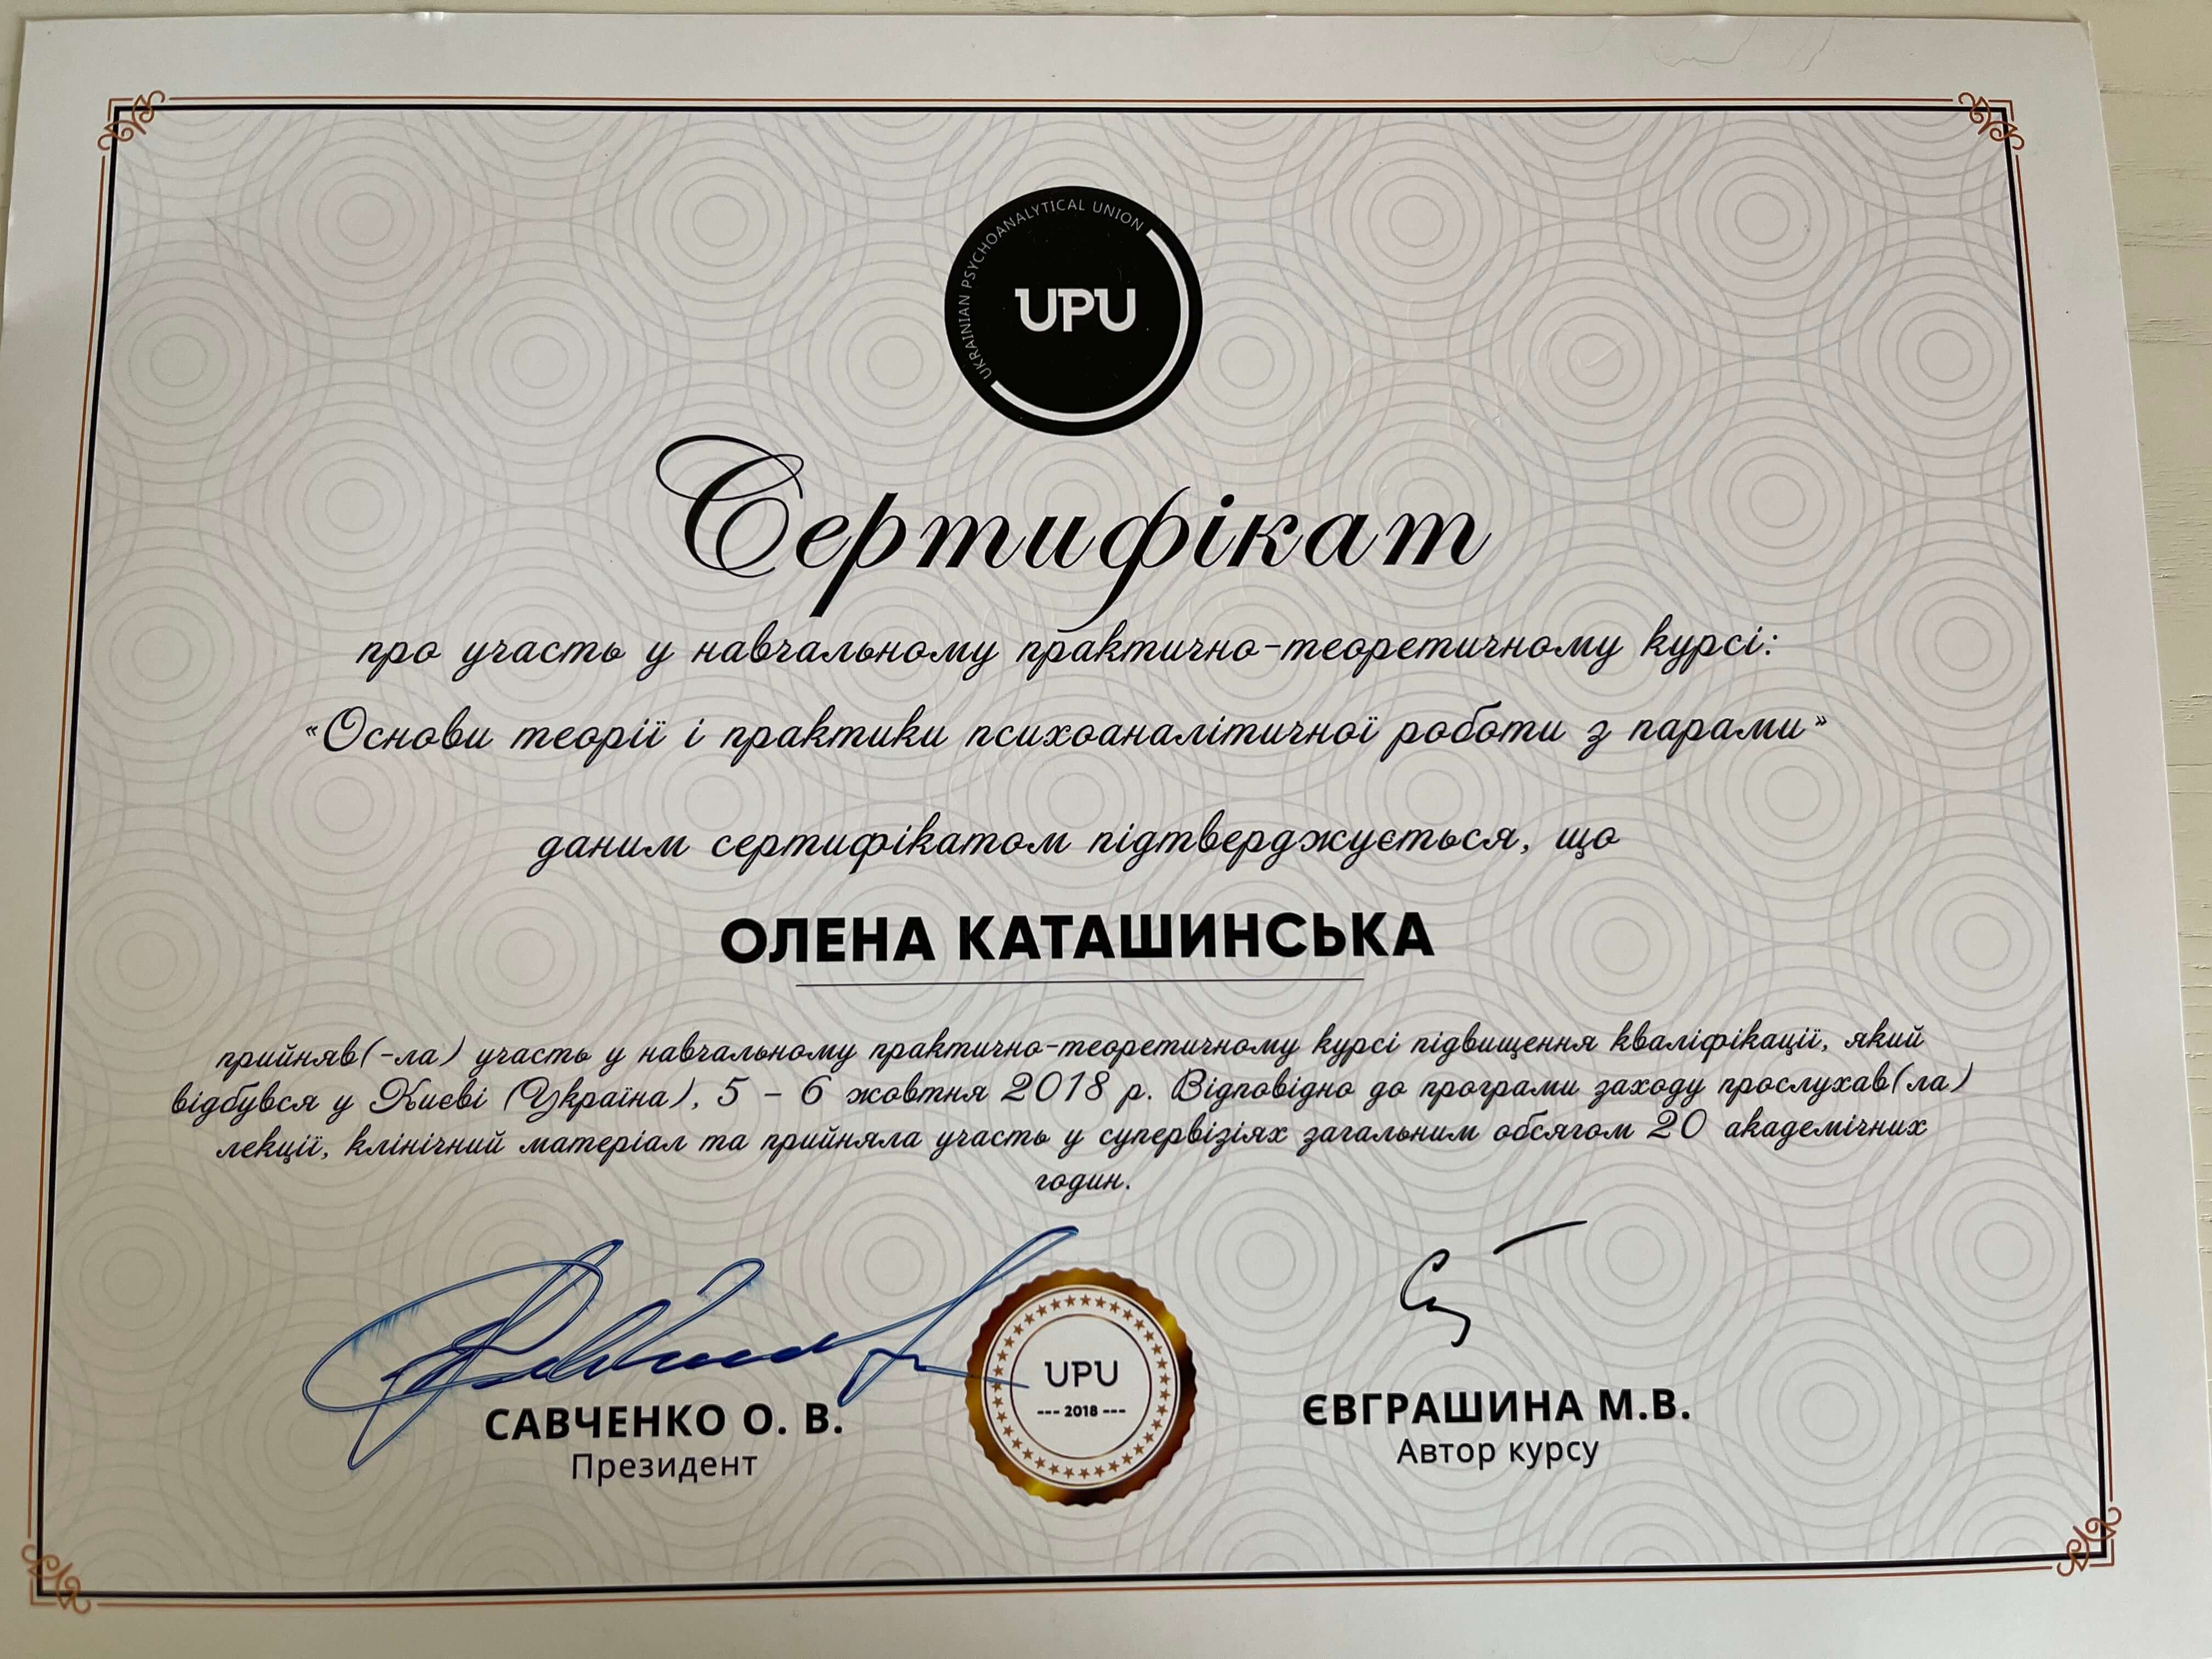 UKRAINIAN PSYCHOANALYTICAL UNION
UPU
Сертифікат
про участь у навчальному практично-теоретичному курсі:
«Основи теорії і практики психоаналітичної роботи з парами»
даним сертифікатом підтверджується, що
ОЛЕНА КАТАШИНСЬКА
прийняв(-ла) участь у навчальному практично-теоретичному курсі підвищення кваліфікації, який
відбувся у Києві (Україна), 5 – 6 жовтня 2018 р. Відповідно до програми заходу прослухав(ла)
лекції, клінічний матеріал та прийняла участь у супервізіях загальним обсягом 20 академічних
годин.
САВЧЕНКО О. В.
Президент
UPU
--- 2018 ---
ЄВГРАШИНА М.В.
Автор курсу